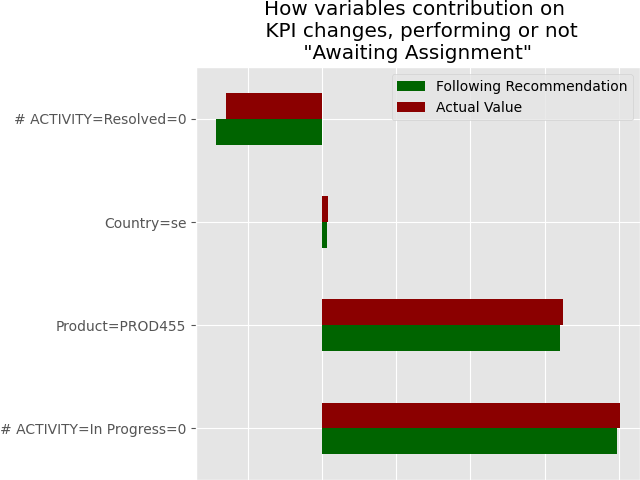 How variables contribution on
KPI changes, performing or not
"Awaiting Assignment"
Following Recommendation
Actual Value
# ACTIVITY=Resolved=0
Country=se
Product=PROD455
# ACTIVITY=In Progress=0